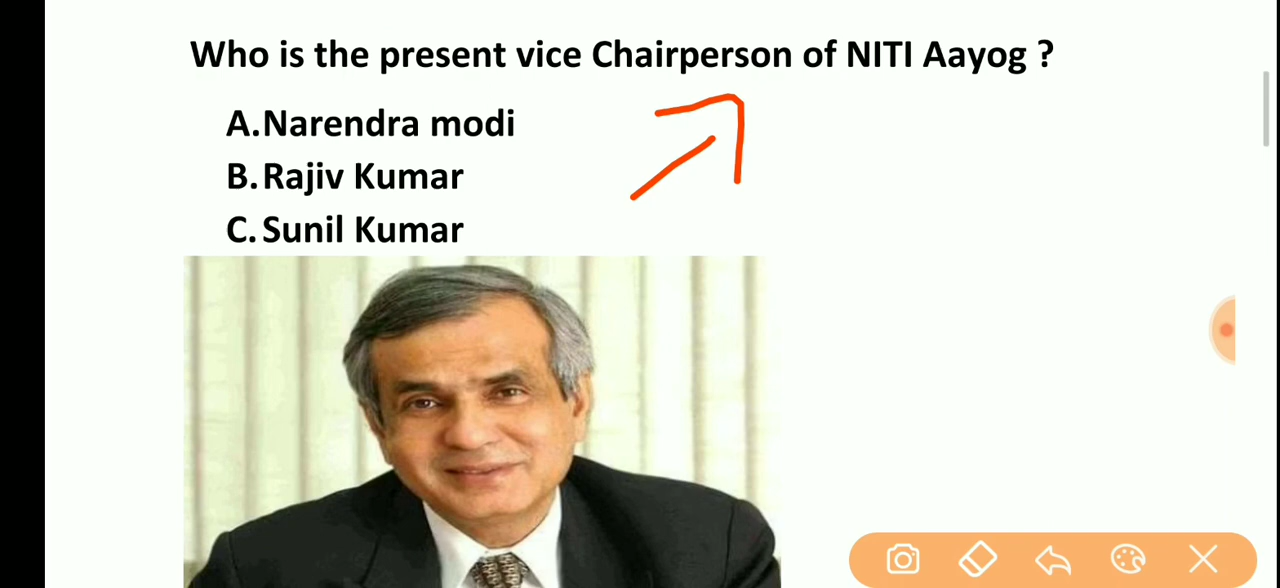 Who is the present vice Chairperson of NITI Aayog ?
A.Narendra modi
B.Rajiv Kumar
C.Sunil Kumar